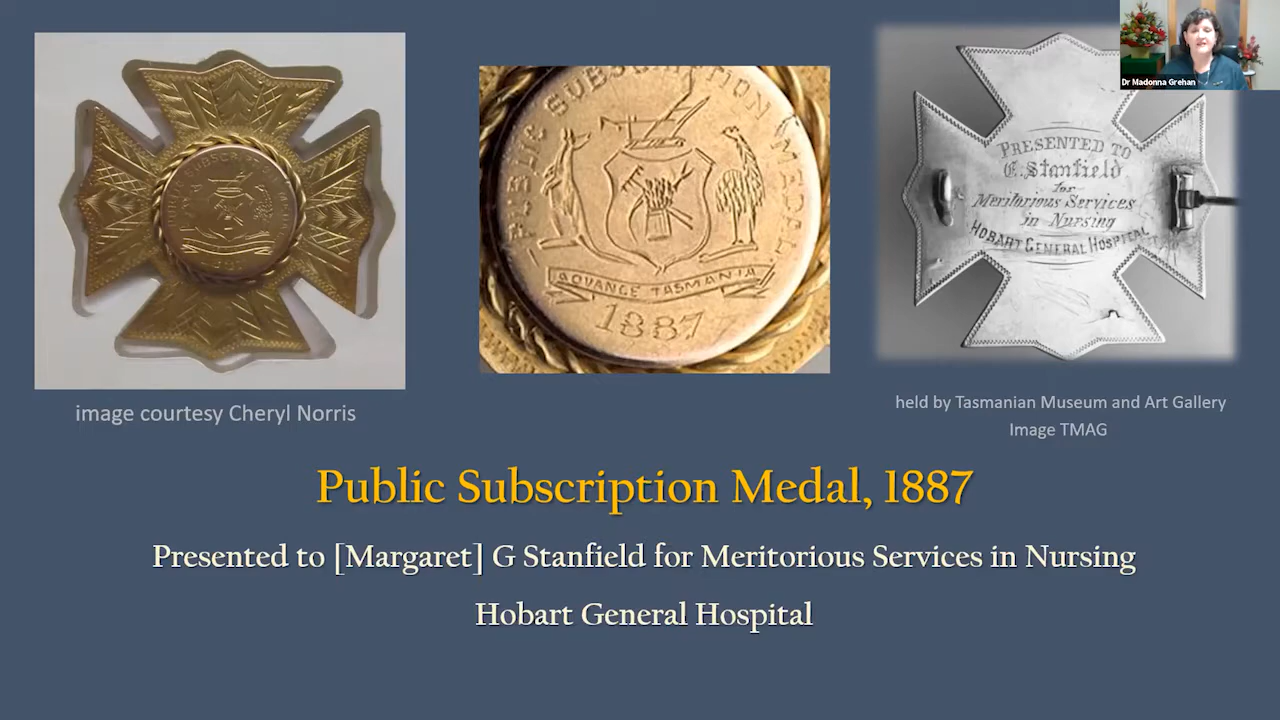 PUBLIC SUBSCRIPTION MEDAL
ADVANCE TASMANIA
1887
PRESENTED TO
G. Stanfield
for
Meritorious Services
in Nursing
HOBART GENERAL HOSPITAL
Dr Madonna Grehan
image courtesy Cheryl Norris
held by Tasmanian Museum and Art Gallery
Image TMAG
Public Subscription Medal, 1887
Presented to [Margaret] G Stanfield for Meritorious Services in Nursing
Hobart General Hospital